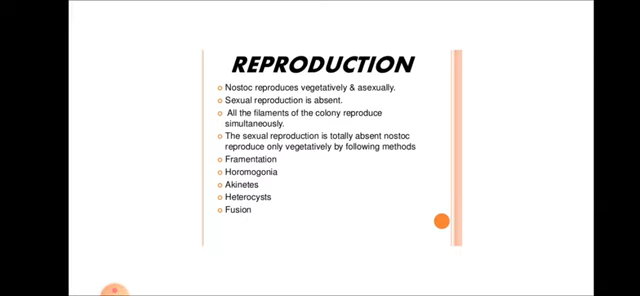 REPRODUCTION
Nostoc reproduces vegetatively & asexually.
Sexual reproduction is absent.
All the filaments of the colony reproduce
simultaneously.
The sexual reproduction is totally absent nostoc
reproduce only vegetatively by following methods
Framentation
Horomogonia
Akinetes
Heterocysts
Fusion